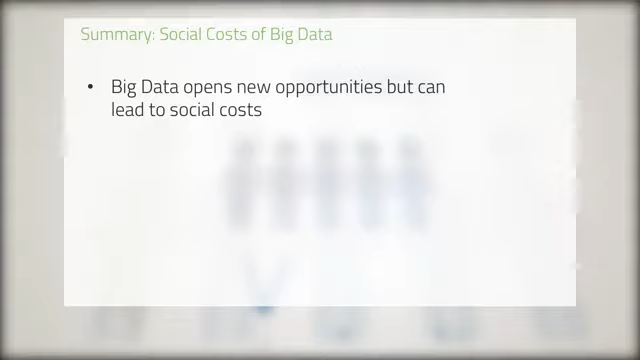 Summary: Social Costs of Big Data
• Big Data opens new opportunities but can
lead to social costs